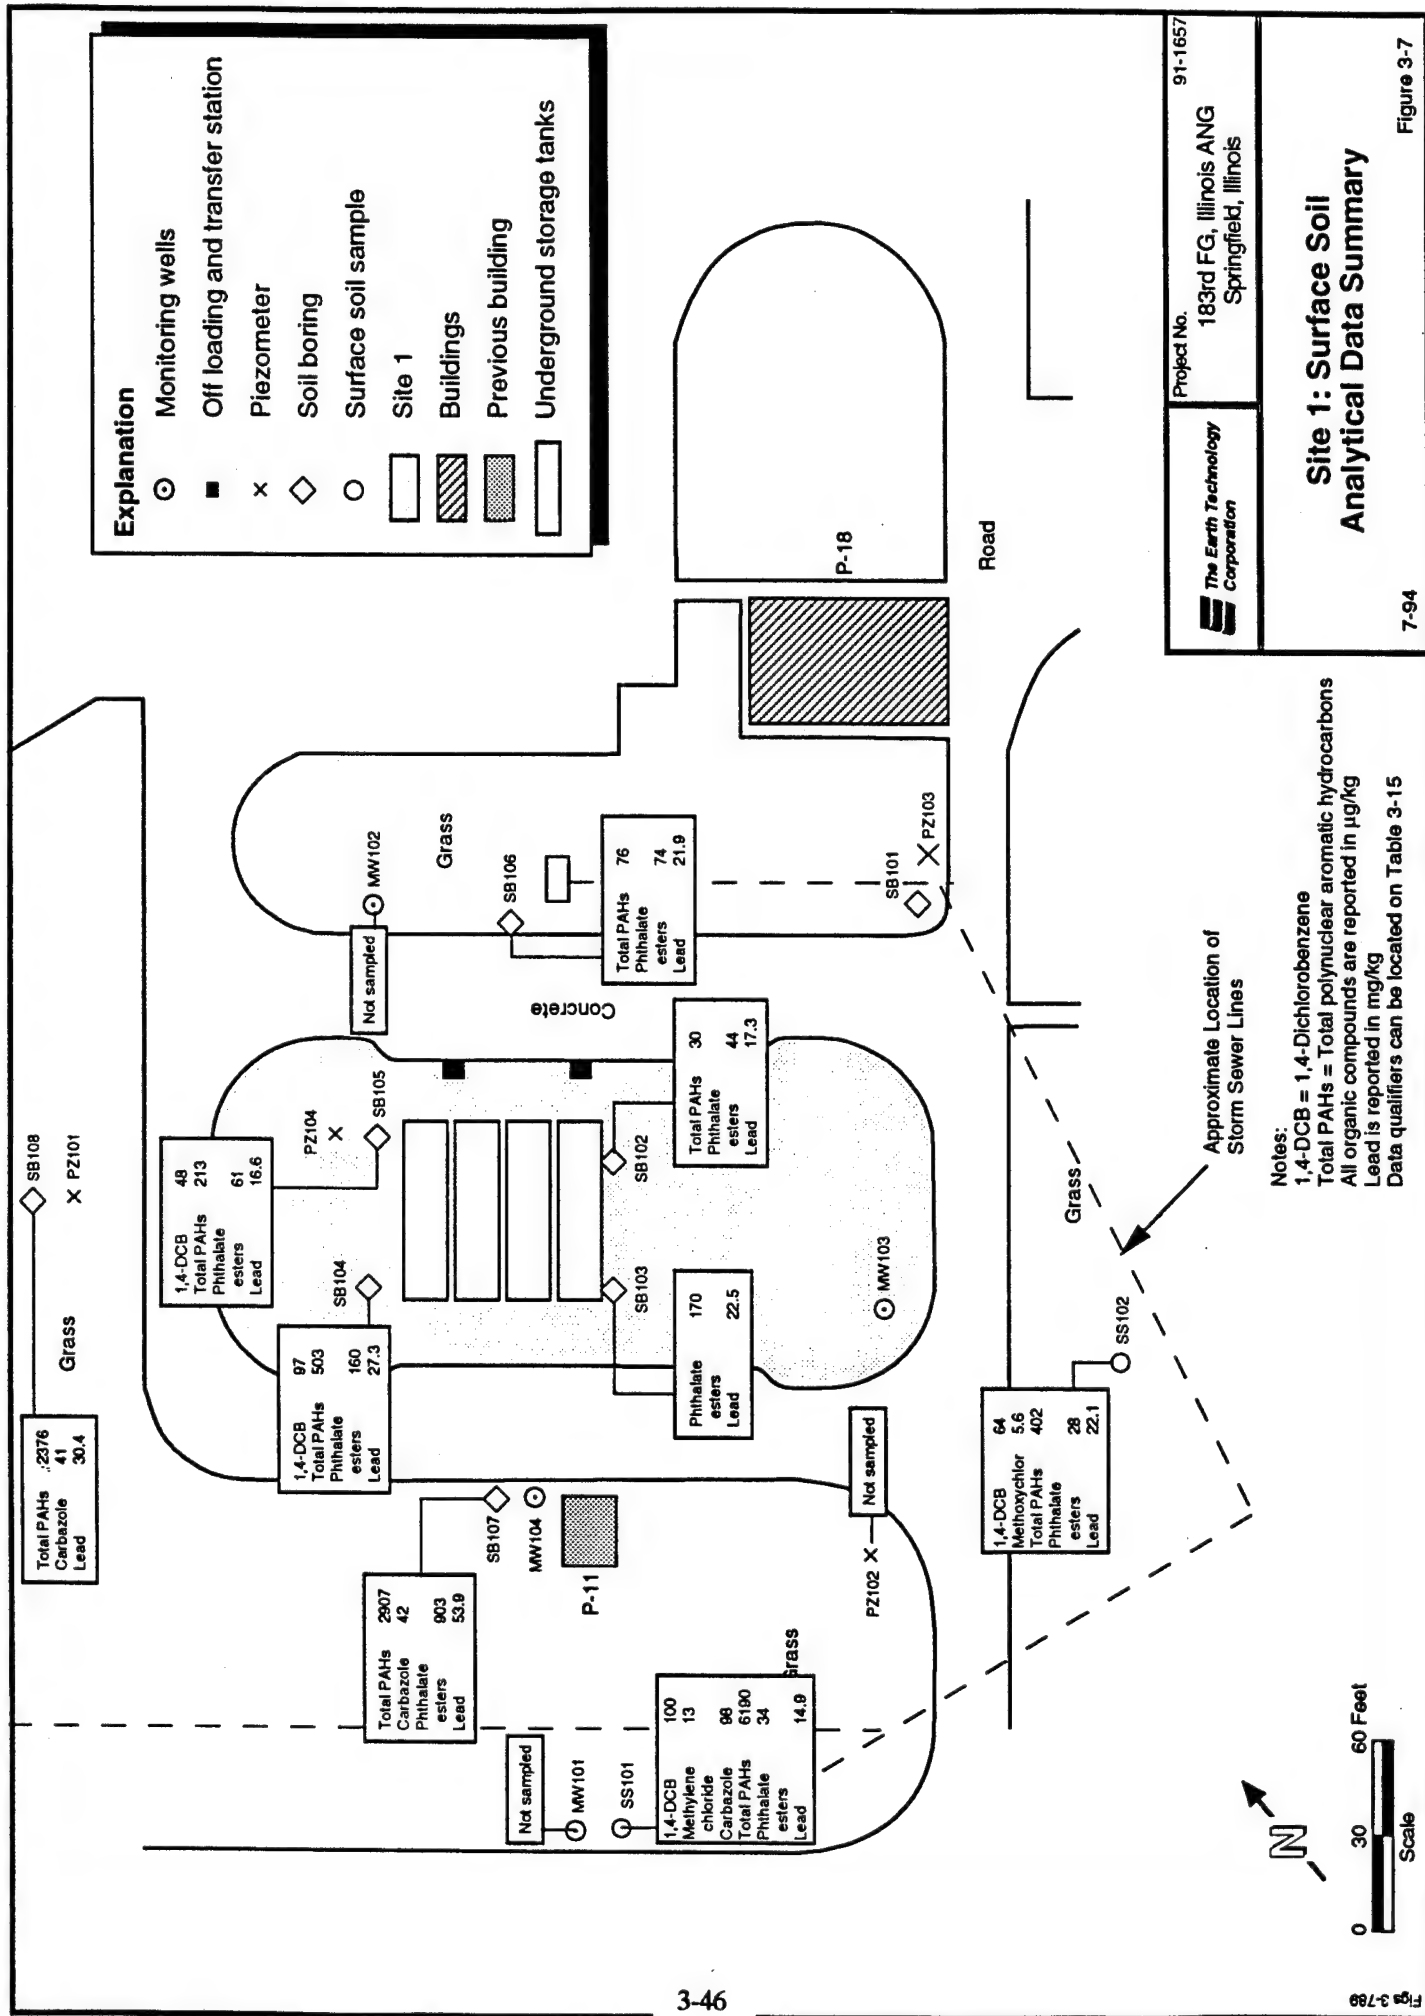 Explanation
Monitoring wells
Off loading and transfer station
Piezometer
Soil boring
Surface soil sample
Site 1
Buildings
Previous building
Underground storage tanks
SB108
PZ101
Grass
Total PAHs 2376
Carbazole 41
Lead 30.4
1,4-DCB 48
Total PAHs 213
Phthalate
esters 61
Lead 16.6
PZ104
SB105
SB104
1,4-DCB 97
Total PAHs 503
Phthalate
esters 160
Lead 27.3
Not sampled
MW102
Grass
SB106
Total PAHs 76
Phthalate
esters 74
Lead 21.9
Concrete
SB102
Total PAHs 30
Phthalate
esters 44
Lead 17.3
SB103
Phthalate 170
esters
Lead 22.5
MW103
SB101
PZ103
P-18
Road
Total PAHs 2907
Carbazole 42
Phthalate
esters 903
Lead 53.9
SB107
MW104
P-11
Not sampled
PZ102
Not sampled
MW101
SS101
1,4-DCB 100
Methylene 13
chloride
Carbazole 96
Total PAHs 6190
Phthalate 34
esters
Lead 14.9
Grass
1,4-DCB 64
Methoxychlor 5.6
Total PAHs 402
Phthalate
esters 28
Lead 22.1
SS102
Grass
Approximate Location of
Storm Sewer Lines
Notes:
1,4-DCB = 1,4-Dichlorobenzene
Total PAHs = Total polynuclear aromatic hydrocarbons
All organic compounds are reported in µg/kg
Lead is reported in mg/kg
Data qualifiers can be located on Table 3-15
N
0 30 60 Feet
Scale
The Earth Technology
Corporation
Project No. 91-1657
183rd FG, Illinois ANG
Springfield, Illinois
Site 1: Surface Soil
Analytical Data Summary
7-94 Figure 3-7
3-46
Figs 3-789